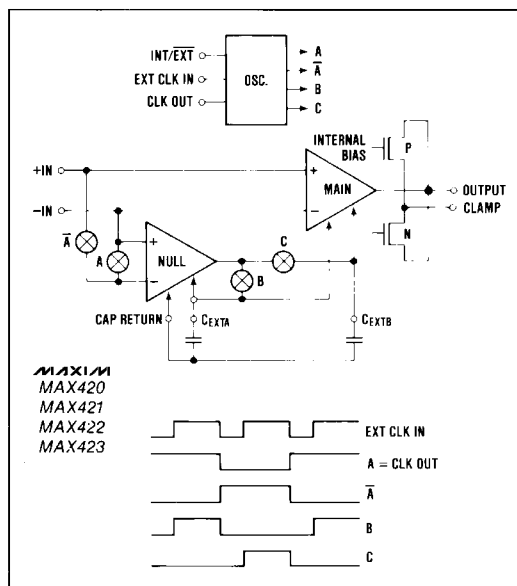 INT/EXT
EXT CLK IN
CLK OUT
OSC.
A
A̅
B
C
INTERNAL
BIAS
P
+IN
+
MAIN
OUTPUT
-IN
−
CLAMP
N
A̅
A
+
NULL
−
C
B
CAP RETURN
CEXTA
CEXTB
MAXIM
MAX420
MAX421
MAX422
MAX423
EXT CLK IN
A = CLK OUT
A̅
B
C